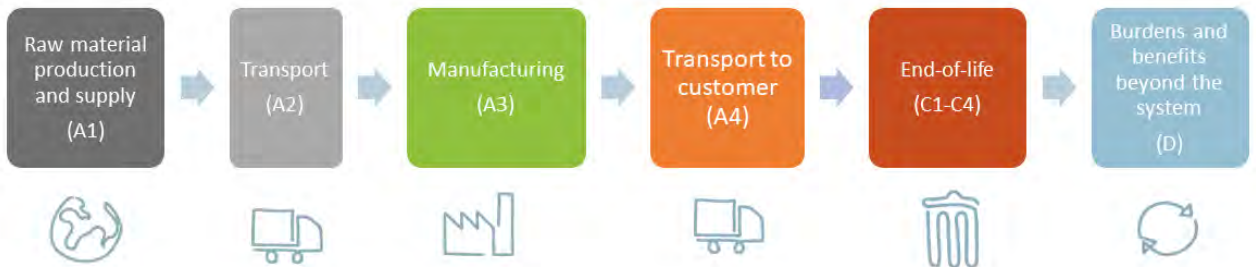 Raw material
production
and supply
(A1)
Transport
(A2)
Manufacturing
(A3)
Transport to
customer
(A4)
End-of-life
(C1-C4)
Burdens and
benefits
beyond the
system
(D)